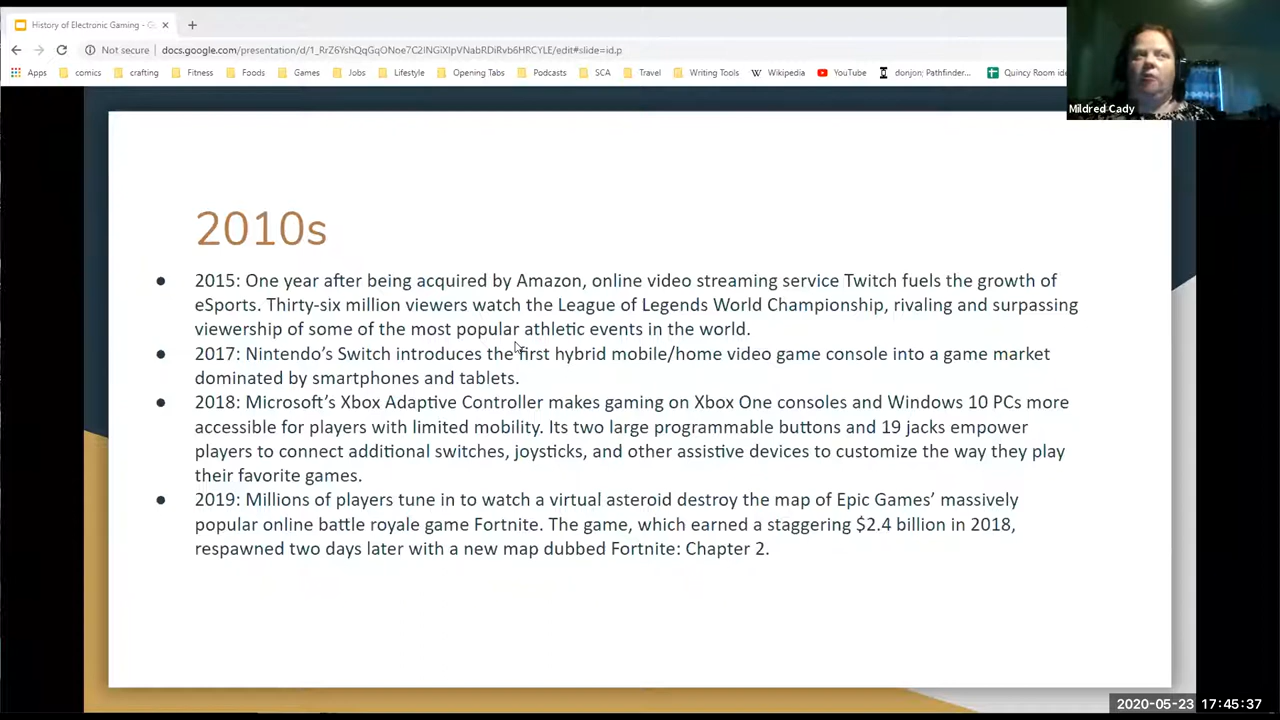 History of Electronic Gaming - G
Not secure docs.google.com/presentation/d/1_RrZ6YshQqGqONoe7C2lNGiXlpVNabRDiRvb6HRCYLE/edit#slide=id.p
Apps comics crafting Fitness Foods Games Jobs Lifestyle Opening Tabs Podcasts SCA Travel Writing Tools Wikipedia YouTube donjon; Pathfinder... Quincy Room ide
Mildred Cady
2010s
● 2015: One year after being acquired by Amazon, online video streaming service Twitch fuels the growth of
eSports. Thirty-six million viewers watch the League of Legends World Championship, rivaling and surpassing
viewership of some of the most popular athletic events in the world.
● 2017: Nintendo’s Switch introduces the first hybrid mobile/home video game console into a game market
dominated by smartphones and tablets.
● 2018: Microsoft’s Xbox Adaptive Controller makes gaming on Xbox One consoles and Windows 10 PCs more
accessible for players with limited mobility. Its two large programmable buttons and 19 jacks empower
players to connect additional switches, joysticks, and other assistive devices to customize the way they play
their favorite games.
● 2019: Millions of players tune in to watch a virtual asteroid destroy the map of Epic Games’ massively
popular online battle royale game Fortnite. The game, which earned a staggering $2.4 billion in 2018,
respawned two days later with a new map dubbed Fortnite: Chapter 2.
2020-05-23 17:45:37